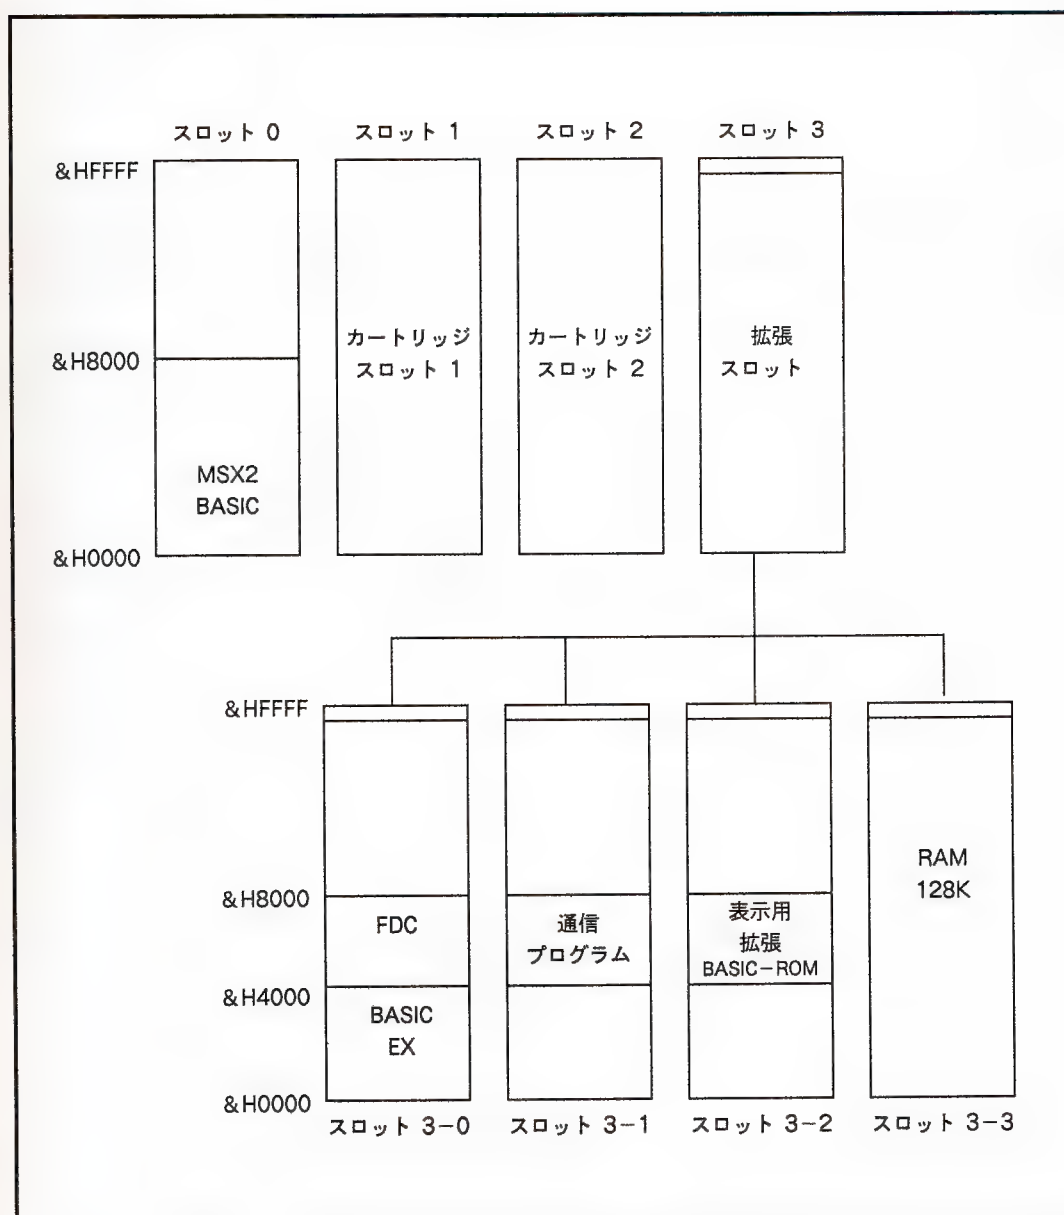 スロット 0
スロット 1
スロット 2
スロット 3
&HFFFF
&H8000
&H0000
MSX2
BASIC
カートリッジ
スロット 1
カートリッジ
スロット 2
拡張
スロット
&HFFFF
&H8000
&H4000
&H0000
FDC
BASIC
EX
通信
プログラム
表示用
拡張
BASIC－ROM
RAM
128K
スロット 3－0
スロット 3－1
スロット 3－2
スロット 3－3